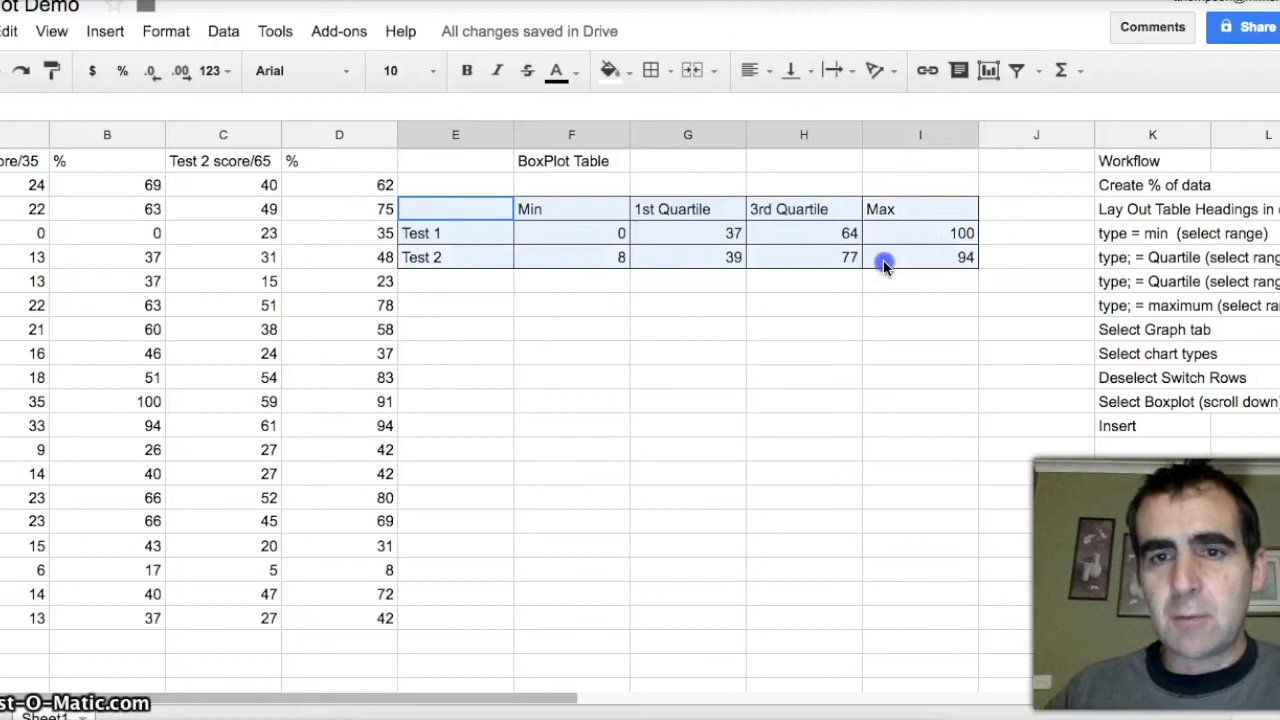 ot Demo
dit View Insert Format Data Tools Add-ons Help All changes saved in Drive Comments Share
$ % .0 .00 123 Arial 10 B I S A Σ
B C D E F G H I J K L
ore/35 % Test 2 score/65 % BoxPlot Table Workflow
24 69 40 62 Create % of data
22 63 49 75 Min 1st Quartile 3rd Quartile Max Lay Out Table Headings in
0 0 23 35 Test 1 0 37 64 100 type = min (select range)
13 37 31 48 Test 2 8 39 77 94 type; = Quartile (select rang
13 37 15 23 type; = Quartile (select rang
22 63 51 78 type; = maximum (select ra
21 60 38 58 Select Graph tab
16 46 24 37 Select chart types
18 51 54 83 Deselect Switch Rows
35 100 59 91 Select Boxplot (scroll down)
33 94 61 94 Insert
9 26 27 42
14 40 27 42
23 66 52 80
23 66 45 69
15 43 20 31
6 17 5 8
14 40 47 72
13 37 27 42
st-O-Matic.com
Sheet1